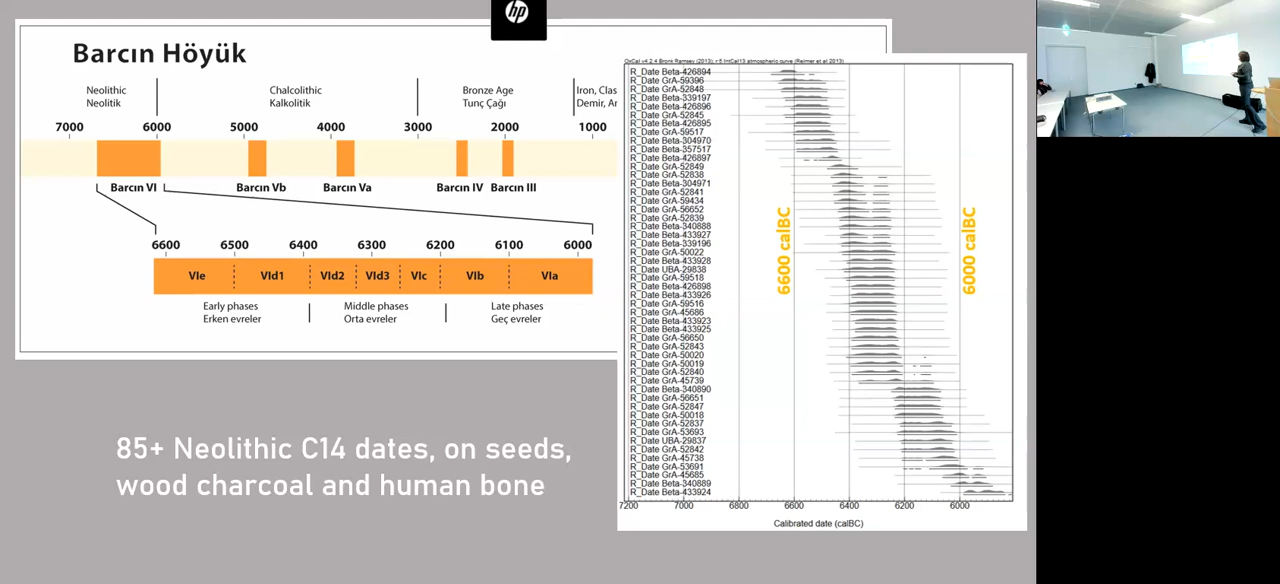 hp
Barcın Höyük
Neolithic
Neolitik
Chalcolithic
Kalkolitik
Bronze Age
Tunç Çağı
Iron, Clas
Demir, Ar
7000 6000 5000 4000 3000 2000 1000
Barcın VI Barcın Vb Barcın Va Barcın IV Barcın III
6600 6500 6400 6300 6200 6100 6000
VIe VId1 VId2 VId3 VIc VIb VIa
Early phases
Erken evreler
Middle phases
Orta evreler
Late phases
Geç evreler
85+ Neolithic C14 dates, on seeds,
wood charcoal and human bone
OxCal v4.2.4 Bronk Ramsey (2013); r:5 IntCal13 atmospheric curve (Reimer et al 2013)
R_Date Beta-426894
R_Date GrA-59396
R_Date GrA-52848
R_Date Beta-339197
R_Date Beta-426896
R_Date GrA-52845
R_Date Beta-426895
R_Date GrA-59517
R_Date Beta-304970
R_Date Beta-357517
R_Date Beta-426897
R_Date GrA-52849
R_Date GrA-52838
R_Date Beta-304971
R_Date GrA-52841
R_Date GrA-59434
R_Date GrA-56652
R_Date GrA-52839
R_Date Beta-340888
R_Date Beta-433927
R_Date Beta-339196
R_Date GrA-50022
R_Date Beta-433928
R_Date UBA-29838
R_Date GrA-59518
R_Date Beta-426898
R_Date Beta-433926
R_Date GrA-59516
R_Date GrA-45686
R_Date Beta-433923
R_Date Beta-433925
R_Date GrA-56650
R_Date GrA-52843
R_Date GrA-50020
R_Date GrA-50019
R_Date GrA-52840
R_Date GrA-45739
R_Date Beta-340890
R_Date GrA-56651
R_Date GrA-52847
R_Date GrA-50018
R_Date GrA-52837
R_Date GrA-53693
R_Date UBA-29837
R_Date GrA-52842
R_Date GrA-45738
R_Date GrA-53691
R_Date GrA-45685
R_Date Beta-340889
R_Date Beta-433924
6600 calBC
6000 calBC
7200 7000 6800 6600 6400 6200 6000
Calibrated date (calBC)